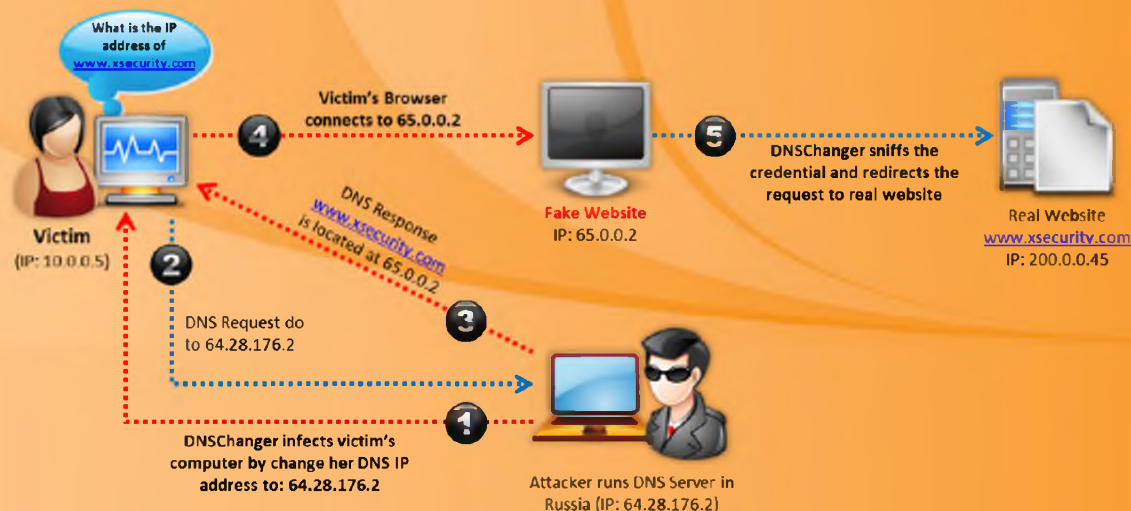 What is the IP
address of
www.xsecurity.com
4
Victim's Browser
connects to 65.0.0.2
5
DNSChanger sniffs the
credential and redirects the
request to real website
Victim
(IP: 10.0.0.5)
Fake Website
IP: 65.0.0.2
Real Website
www.xsecurity.com
IP: 200.0.0.45
2
DNS Request do
to 64.28.176.2
DNS Response
www.xsecurity.com
is located at 65.0.0.2
3
1
DNSChanger infects victim's
computer by change her DNS IP
address to: 64.28.176.2
Attacker runs DNS Server in
Russia (IP: 64.28.176.2)